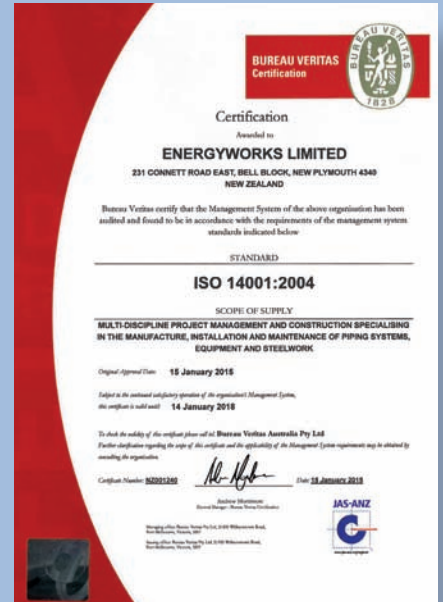 BUREAU VERITAS
Certification
BUREAU VERITAS
1828
Certification
Awarded to
ENERGYWORKS LIMITED
231 CONNETT ROAD EAST, BELL BLOCK, NEW PLYMOUTH 4340
NEW ZEALAND
Bureau Veritas certify that the Management System of the above organisation has been
audited and found to be in accordance with the requirements of the management system
standards indicated below
STANDARD
ISO 14001:2004
SCOPE OF SUPPLY
MULTI-DISCIPLINE PROJECT MANAGEMENT AND CONSTRUCTION SPECIALISING
IN THE MANUFACTURE, INSTALLATION AND MAINTENANCE OF PIPING SYSTEMS,
EQUIPMENT AND STEELWORK
Original Approval Date: 15 January 2015
Subject to the continued satisfactory operation of the organisation's Management System,
this certificate is valid until: 14 January 2018
To check the validity of this certificate please call tel: Bureau Veritas Australia Pty Ltd
Further clarification regarding the scope of this certificate and the applicability of the Management System requirements may be obtained by
consulting the organisation.
Certificate Number: NZ001240
Date: 15 January 2015
JAS-ANZ